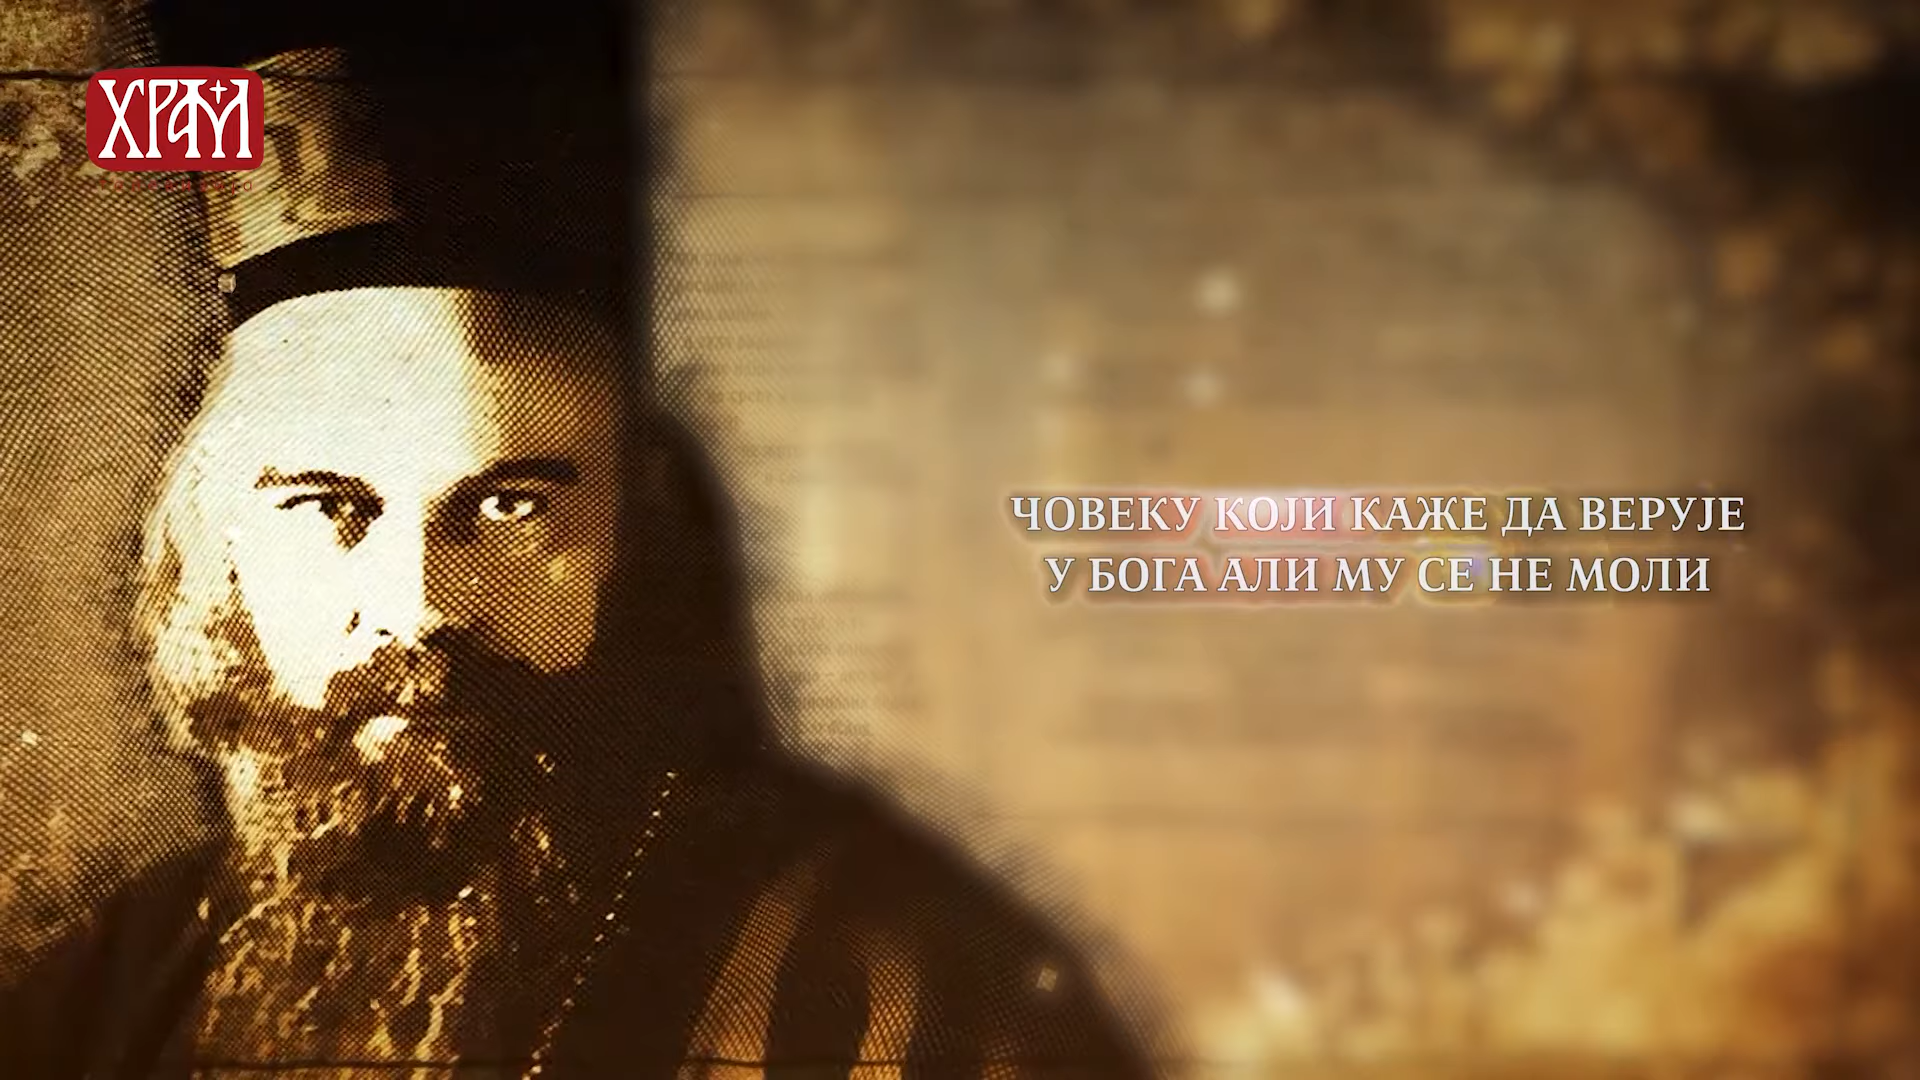 ХРАМ
ЧОВЕКУ КОЈИ КАЖЕ ДА ВЕРУЈЕ
У БОГА АЛИ МУ СЕ НЕ МОЛИ